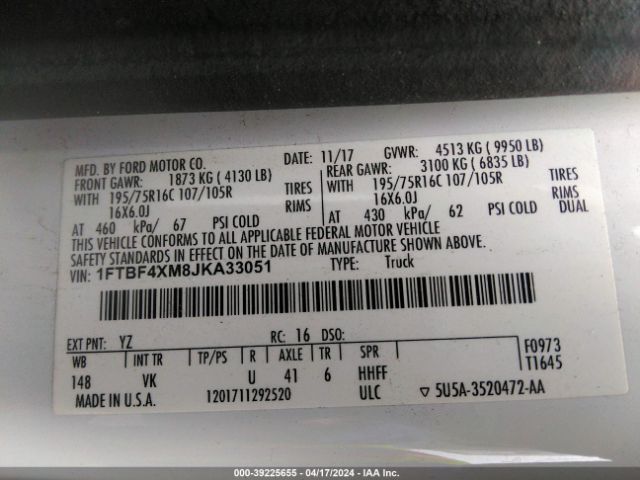 MFD. BY FORD MOTOR CO. DATE: 11/17 GVWR: 4513 KG ( 9950 LB)
FRONT GAWR: 1873 KG ( 4130 LB) REAR GAWR: 3100 KG ( 6835 LB)
WITH 195/75R16C 107/105R TIRES WITH 195/75R16C 107/105R TIRES
16X6.0J RIMS 16X6.0J RIMS
AT 460 kPa/ 67 PSI COLD AT 430 kPa/ 62 PSI COLD DUAL
THIS VEHICLE CONFORMS TO ALL APPLICABLE FEDERAL MOTOR VEHICLE
SAFETY STANDARDS IN EFFECT ON THE DATE OF MANUFACTURE SHOWN ABOVE.
VIN: 1FTBF4XM8JKA33051 TYPE: Truck
EXT PNT: YZ RC: 16 DSO:
WB INT TR TP/PS R AXLE TR SPR F0973
148 VK U 41 6 HHFF T1645
MADE IN U.S.A. 1201711292520 ULC ▽ 5U5A-3520472-AA
000-39225655 - 04/17/2024 - IAA Inc.